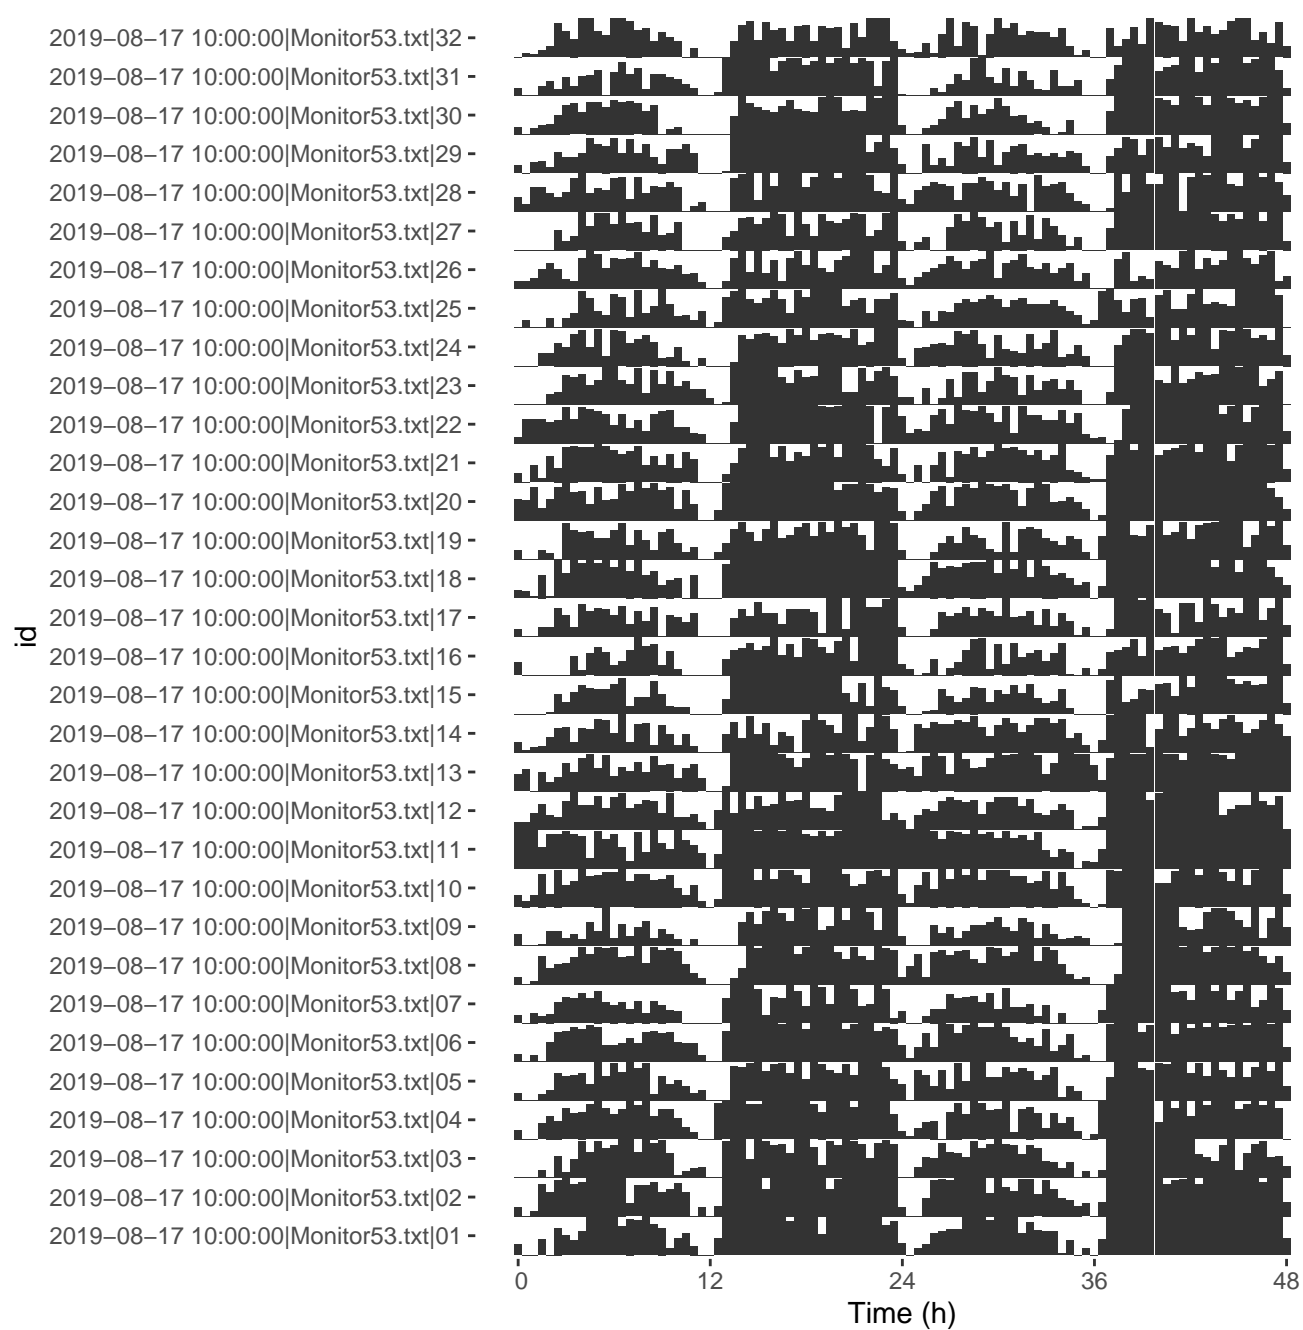 2019−08−17 10:00:00|Monitor53.txt|32
2019−08−17 10:00:00|Monitor53.txt|31
2019−08−17 10:00:00|Monitor53.txt|30
2019−08−17 10:00:00|Monitor53.txt|29
2019−08−17 10:00:00|Monitor53.txt|28
2019−08−17 10:00:00|Monitor53.txt|27
2019−08−17 10:00:00|Monitor53.txt|26
2019−08−17 10:00:00|Monitor53.txt|25
2019−08−17 10:00:00|Monitor53.txt|24
2019−08−17 10:00:00|Monitor53.txt|23
2019−08−17 10:00:00|Monitor53.txt|22
2019−08−17 10:00:00|Monitor53.txt|21
2019−08−17 10:00:00|Monitor53.txt|20
2019−08−17 10:00:00|Monitor53.txt|19
2019−08−17 10:00:00|Monitor53.txt|18
2019−08−17 10:00:00|Monitor53.txt|17
id
2019−08−17 10:00:00|Monitor53.txt|16
2019−08−17 10:00:00|Monitor53.txt|15
2019−08−17 10:00:00|Monitor53.txt|14
2019−08−17 10:00:00|Monitor53.txt|13
2019−08−17 10:00:00|Monitor53.txt|12
2019−08−17 10:00:00|Monitor53.txt|11
2019−08−17 10:00:00|Monitor53.txt|10
2019−08−17 10:00:00|Monitor53.txt|09
2019−08−17 10:00:00|Monitor53.txt|08
2019−08−17 10:00:00|Monitor53.txt|07
2019−08−17 10:00:00|Monitor53.txt|06
2019−08−17 10:00:00|Monitor53.txt|05
2019−08−17 10:00:00|Monitor53.txt|04
2019−08−17 10:00:00|Monitor53.txt|03
2019−08−17 10:00:00|Monitor53.txt|02
2019−08−17 10:00:00|Monitor53.txt|01
0 12 24 36 48
Time (h)